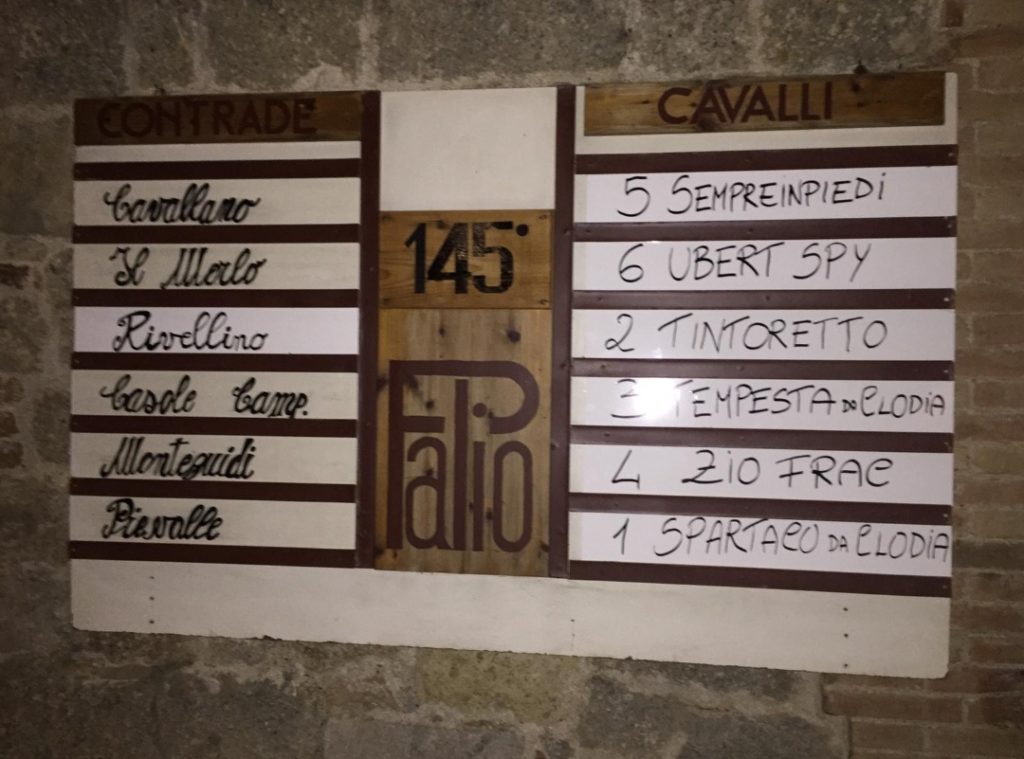 CONTRADE
Cavallano
Il Merlo
Rivellino
Casole Camp.
Monteguidi
Pievalle
145°
Palio
CAVALLI
5 SEMPREINPIEDI
6 UBERT SPY
2 TINTORETTO
3 TEMPESTA DA CLODIA
4 ZIO FRAC
1 SPARTACO DA CLODIA